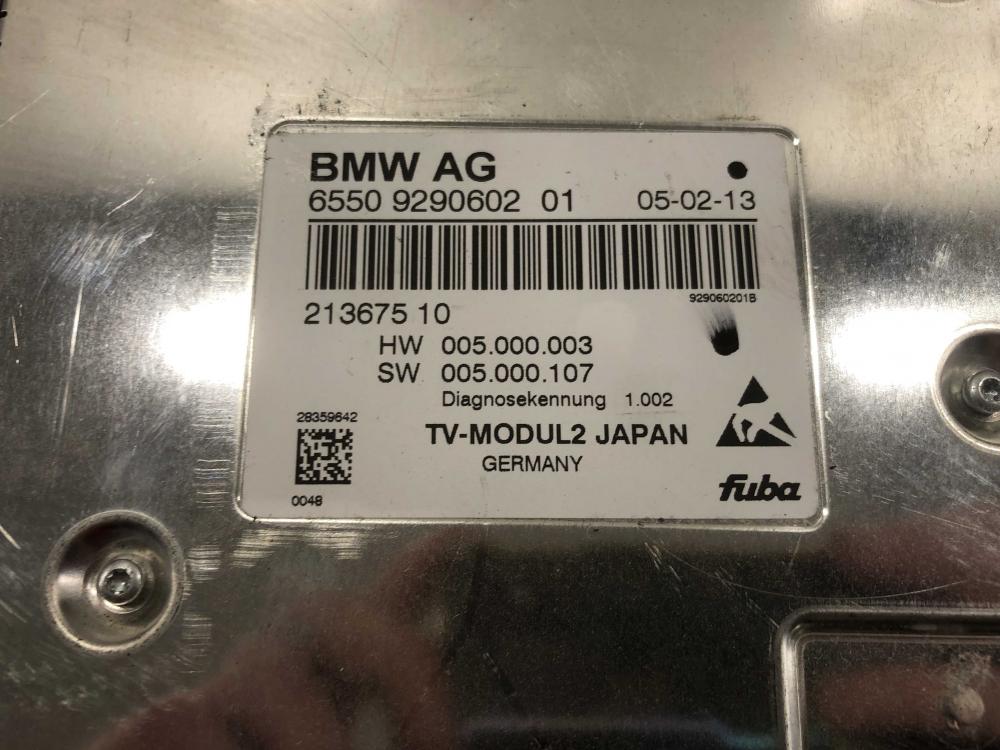 BMW AG
6550 9290602 01 05-02-13
929060201B
213675 10
HW 005.000.003
SW 005.000.107
Diagnosekennung 1.002
28359642
TV-MODUL2 JAPAN
GERMANY
fuba
0048